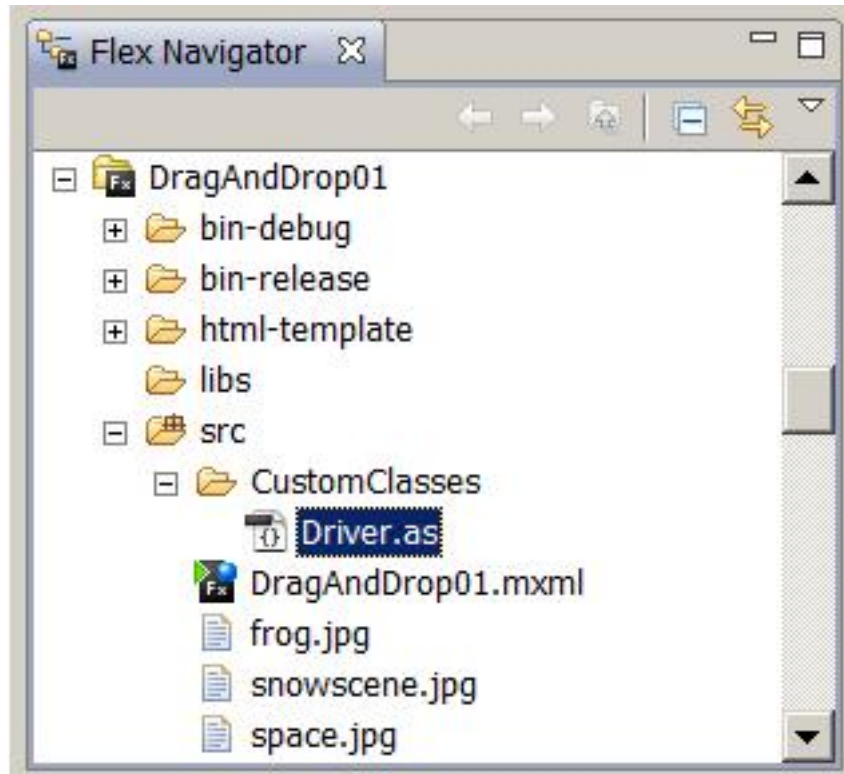 Flex Navigator
DragAndDrop01
bin-debug
bin-release
html-template
libs
src
CustomClasses
Driver.as
DragAndDrop01.mxml
frog.jpg
snowscene.jpg
space.jpg